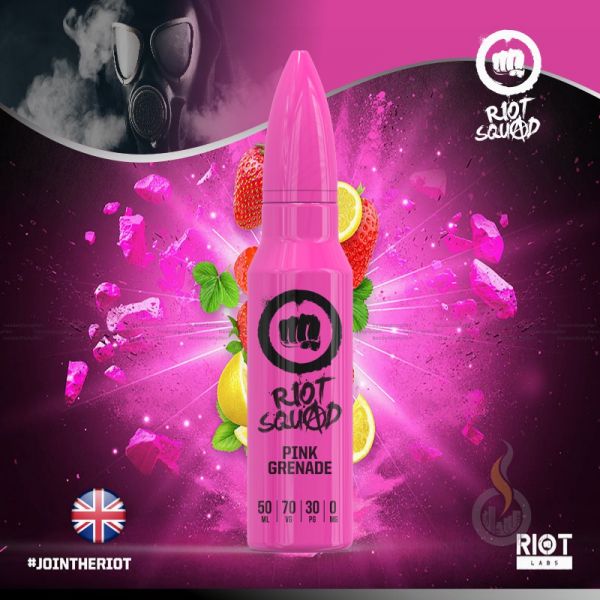 RIOT
SQUAD
RIOT
SQUAD
PINK
GRENADE
50 | 70 | 30 | 0
ML | VG | PG | MG
#JOINTHERIOT
RIOT
LABS